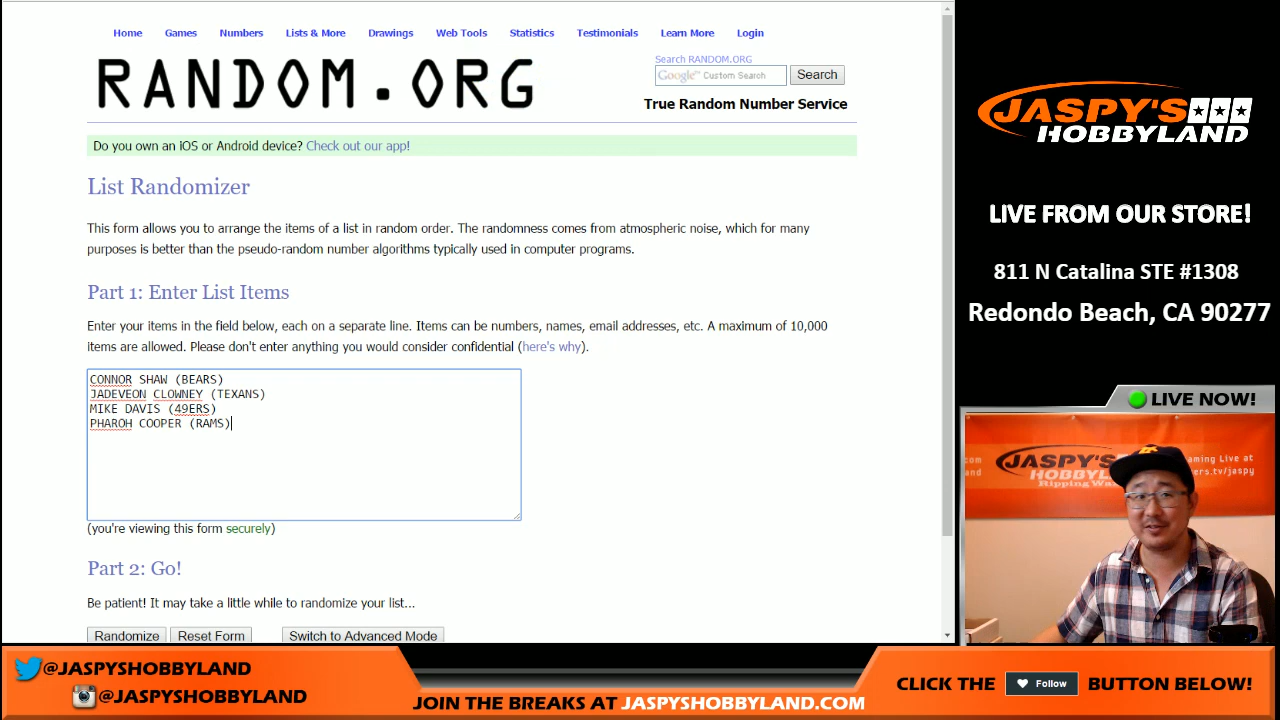 Home Games Numbers Lists & More Drawings Web Tools Statistics Testimonials Learn More Login
RANDOM.ORG
Search RANDOM.ORG
Google™ Custom Search Search
True Random Number Service
Do you own an iOS or Android device? Check out our app!
List Randomizer
This form allows you to arrange the items of a list in random order. The randomness comes from atmospheric noise, which for many
purposes is better than the pseudo-random number algorithms typically used in computer programs.
Part 1: Enter List Items
Enter your items in the field below, each on a separate line. Items can be numbers, names, email addresses, etc. A maximum of 10,000
items are allowed. Please don't enter anything you would consider confidential (here's why).
CONNOR SHAW (BEARS)
JADEVEON CLOWNEY (TEXANS)
MIKE DAVIS (49ERS)
PHAROH COOPER (RAMS)
(you're viewing this form securely)
Part 2: Go!
Be patient! It may take a little while to randomize your list...
Randomize Reset Form Switch to Advanced Mode
JASPY'S
HOBBYLAND
LIVE FROM OUR STORE!
811 N Catalina STE #1308
Redondo Beach, CA 90277
LIVE NOW!
JASPY'S
HOBBYLAND
@JASPYSHOBBYLAND
@JASPYSHOBBYLAND
JOIN THE BREAKS AT JASPYSHOBBYLAND.COM
CLICK THE Follow BUTTON BELOW!